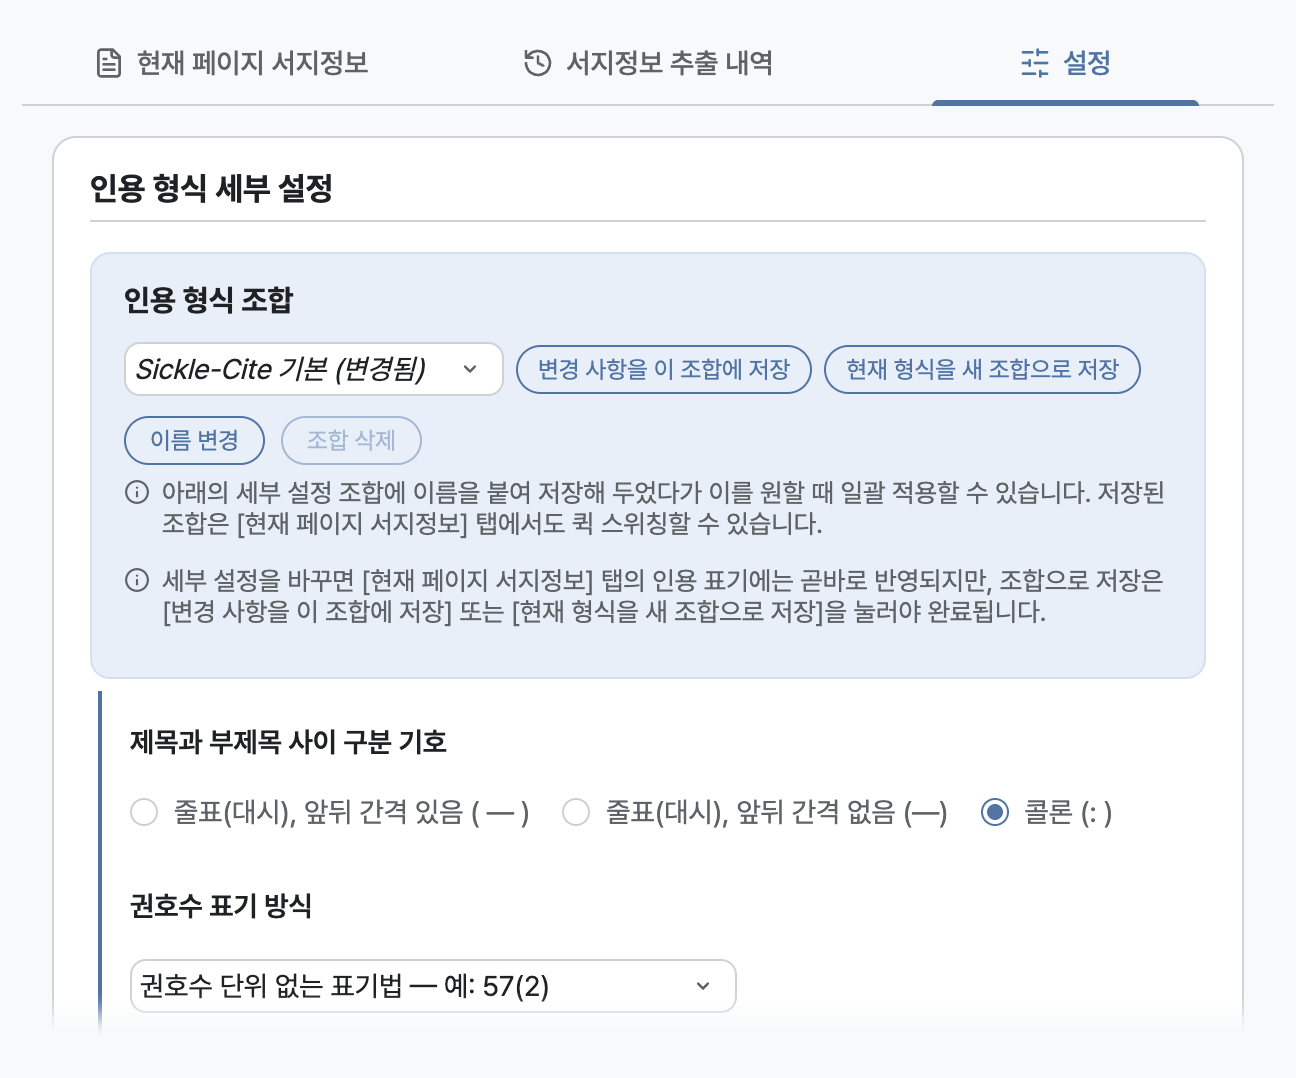 현재 페이지 서지정보
서지정보 추출 내역
설정
인용 형식 세부 설정
인용 형식 조합
Sickle-Cite 기본 (변경됨)
변경 사항을 이 조합에 저장
현재 형식을 새 조합으로 저장
이름 변경
조합 삭제
아래의 세부 설정 조합에 이름을 붙여 저장해 두었다가 이를 원할 때 일괄 적용할 수 있습니다. 저장된
조합은 [현재 페이지 서지정보] 탭에서도 퀵 스위칭할 수 있습니다.
세부 설정을 바꾸면 [현재 페이지 서지정보] 탭의 인용 표기에는 곧바로 반영되지만, 조합으로 저장은
[변경 사항을 이 조합에 저장] 또는 [현재 형식을 새 조합으로 저장]을 눌러야 완료됩니다.
제목과 부제목 사이 구분 기호
줄표(대시), 앞뒤 간격 있음 ( — )
줄표(대시), 앞뒤 간격 없음 (—)
콜론 (: )
권호수 표기 방식
권호수 단위 없는 표기법 — 예: 57(2)